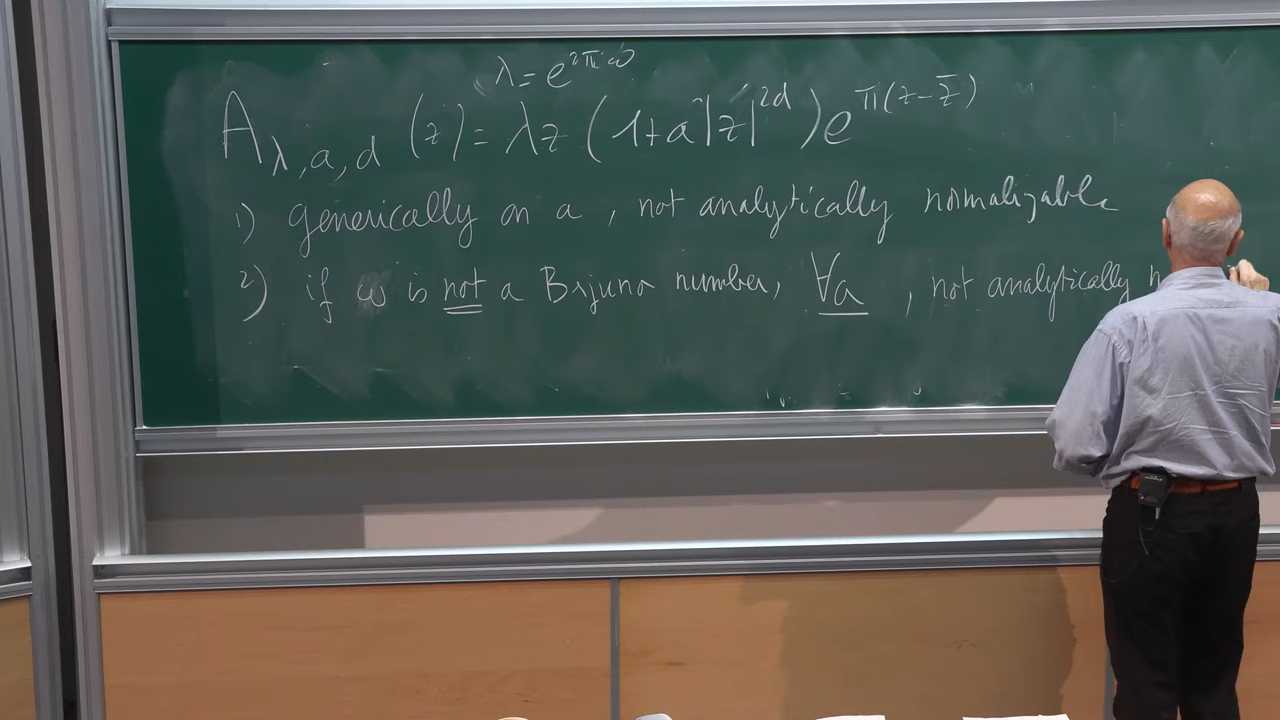 λ = e^{2πiω}
A_{λ,a,d} (z) = λz (1+a|z|^{2d}) e^{π(z-z̄)}
1) generically on a, not analytically normalizable
2) if ω is not a Brjuno number, ∀a, not analytically n